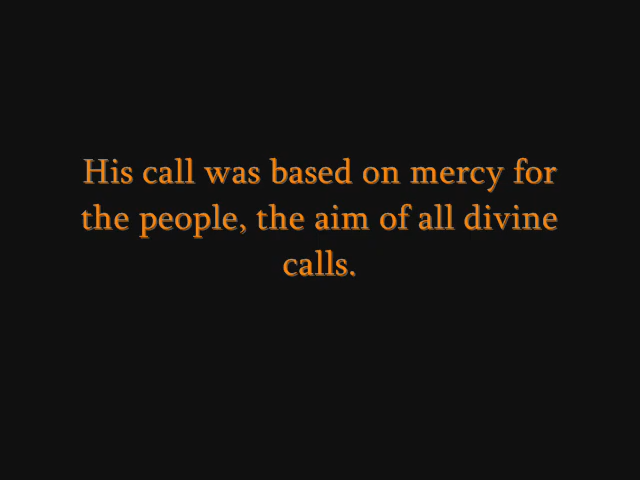 His call was based on mercy for
the people, the aim of all divine
calls.